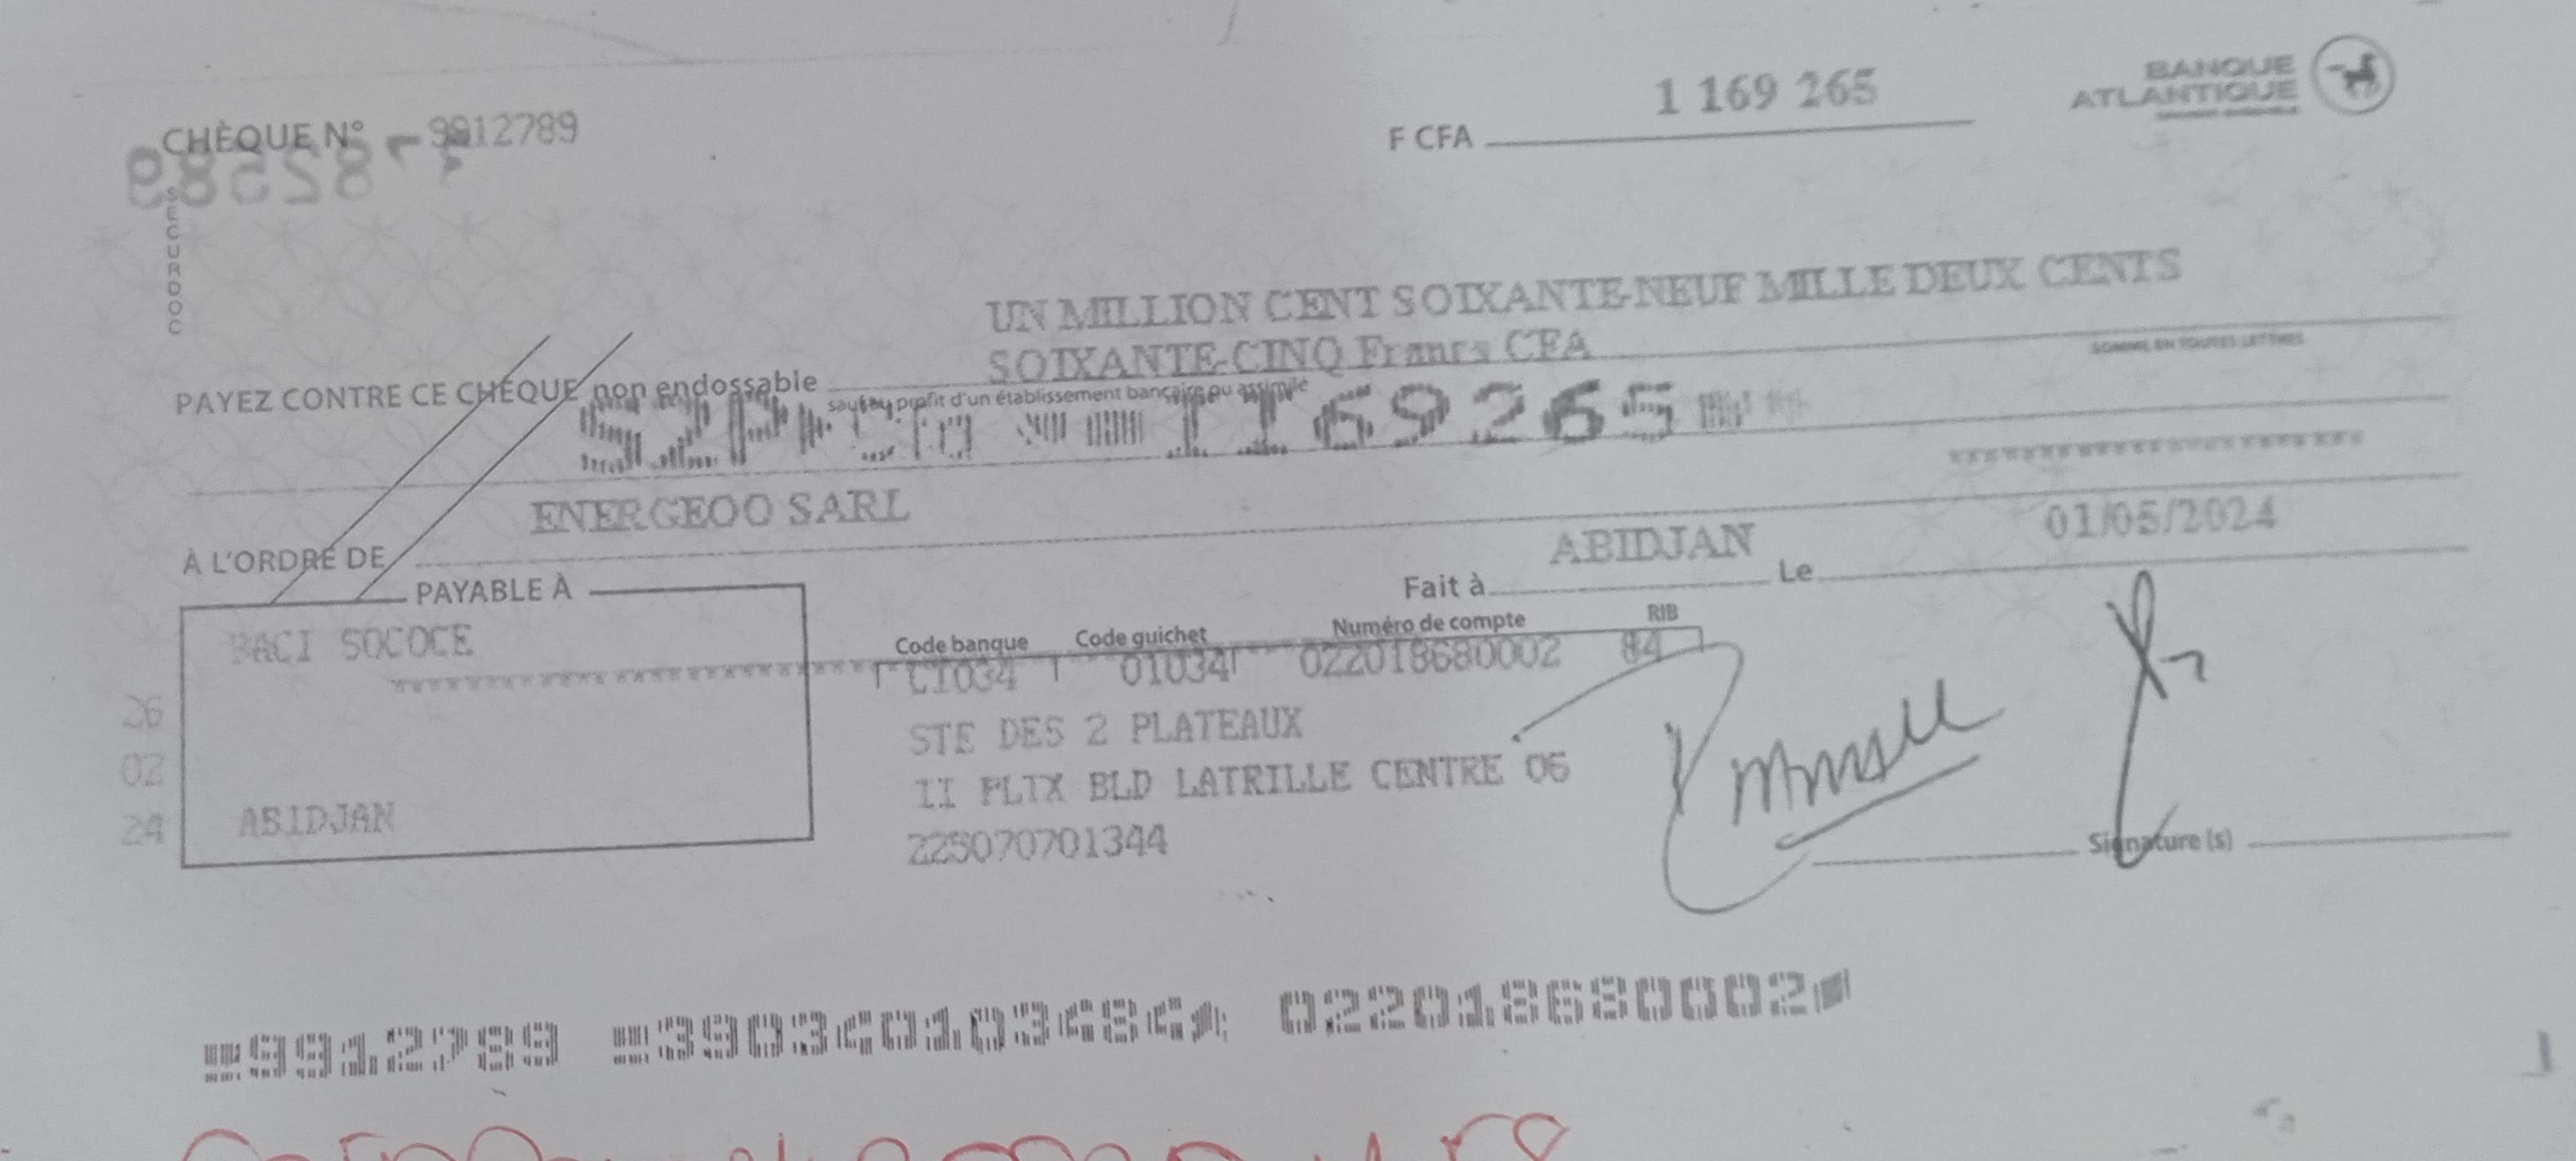 CHÈQUE N° 9912789
F CFA 1 169 265
BANQUE
ATLANTIQUE
SECURDOC
UN MILLION CENT SOIXANTE-NEUF MILLE DEUX CENTS
SOIXANTE-CINQ Francs CFA
SOMME EN TOUTES LETTRES
PAYEZ CONTRE CE CHÈQUE non endossable
sauf au profit d'un établissement bancaire ou assimilé
1169265
ENERGEOO SARL
À L'ORDRE DE
Fait à ABIDJAN Le 01/05/2024
PAYABLE À
BACI SOCOCE
ABIDJAN
26
02
24
Code banque Code guichet Numéro de compte RIB
CI034 01034 022018680002 84
STE DES 2 PLATEAUX
II PLTX BLD LATRILLE CENTRE 06
225070701344
Signature (s)
9912789 390340103484 022018680002